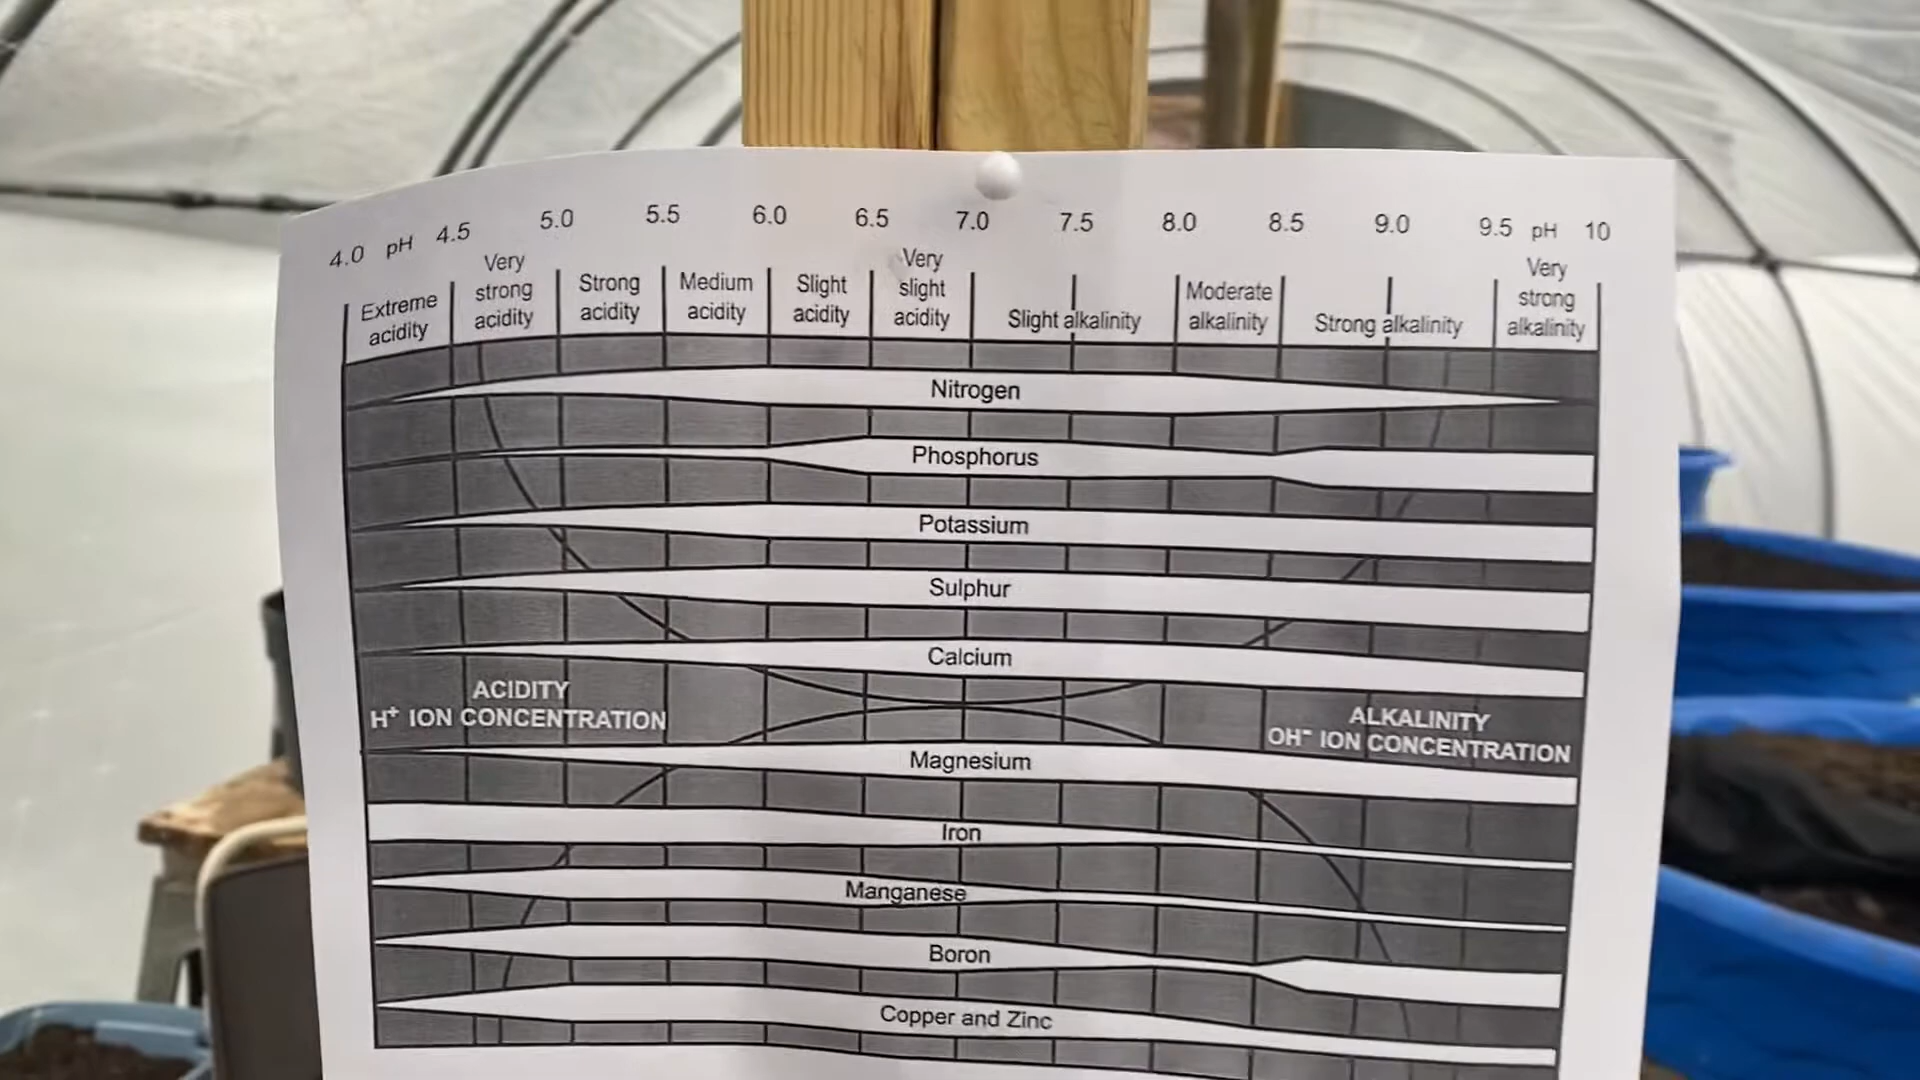 4.0 pH 4.5 5.0 5.5 6.0 6.5 7.0 7.5 8.0 8.5 9.0 9.5 pH 10
Extreme
acidity
Very
strong
acidity
Strong
acidity
Medium
acidity
Slight
acidity
Very
slight
acidity
Slight alkalinity
Moderate
alkalinity
Strong alkalinity
Very
strong
alkalinity
Nitrogen
Phosphorus
Potassium
Sulphur
Calcium
ACIDITY
H⁺ ION CONCENTRATION
ALKALINITY
OH⁻ ION CONCENTRATION
Magnesium
Iron
Manganese
Boron
Copper and Zinc